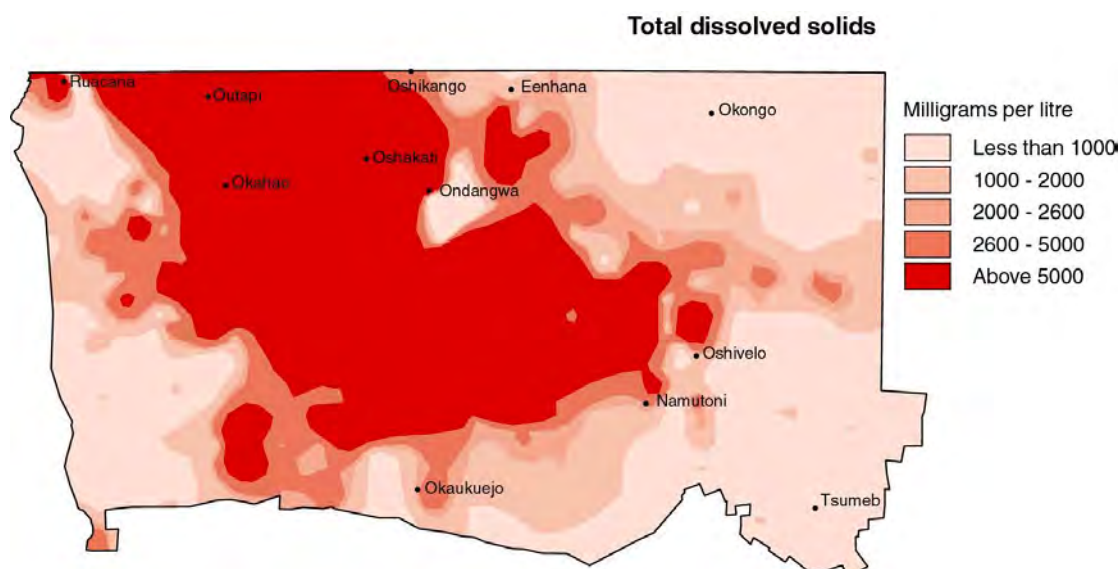 Total dissolved solids
Ruacana
Oshikango
Eenhana
Outapi
Okongo
Oshakati
Okahao
Ondangwa
Oshivelo
Namutoni
Okaukuejo
Tsumeb
Milligrams per litre
Less than 1000
1000 - 2000
2000 - 2600
2600 - 5000
Above 5000